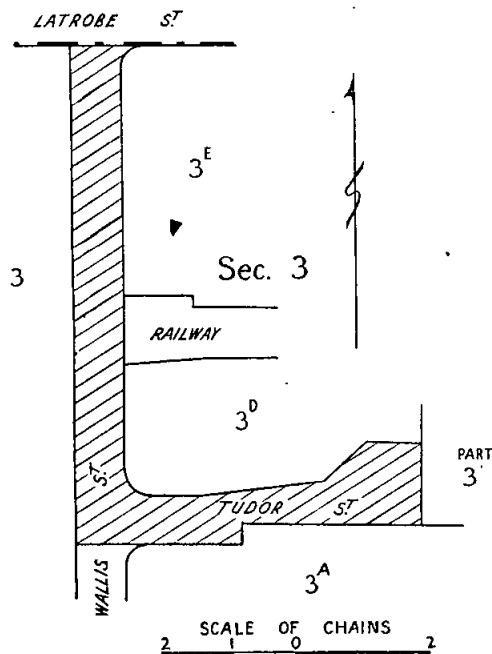 LATROBE ST
3E
3
Sec. 3
RAILWAY
3D
PART
3
ST
TUDOR ST
WALLIS
3A
SCALE OF CHAINS
2 1 0 2